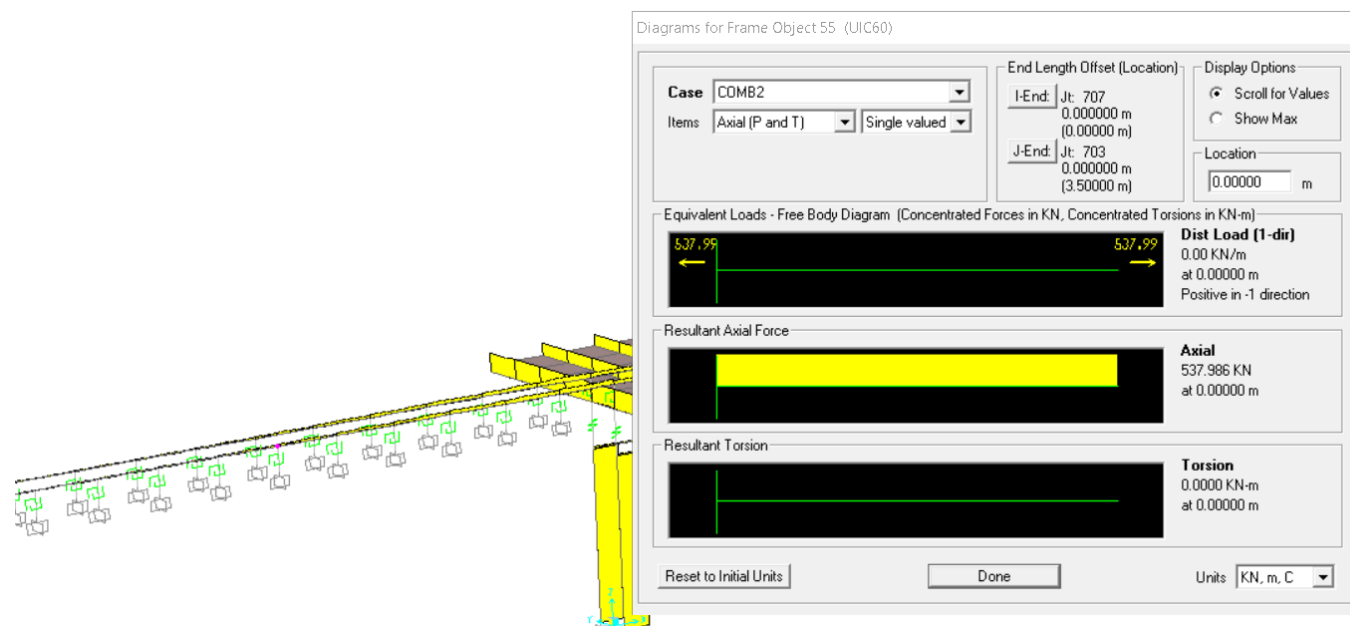 Diagrams for Frame Object 55 (UIC60)
Case COMB2
Items Axial (P and T) Single valued
End Length Offset (Location)
I-End: Jt: 707
0.000000 m
(0.00000 m)
J-End: Jt: 703
0.000000 m
(3.50000 m)
Display Options
Scroll for Values
Show Max
Location
0.00000 m
Equivalent Loads - Free Body Diagram (Concentrated Forces in KN, Concentrated Torsions in KN-m)
537.99 537.99
Dist Load (1-dir)
0.00 KN/m
at 0.00000 m
Positive in -1 direction
Resultant Axial Force
Axial
537.986 KN
at 0.00000 m
Resultant Torsion
Torsion
0.0000 KN-m
at 0.00000 m
Reset to Initial Units Done Units KN, m, C
Z